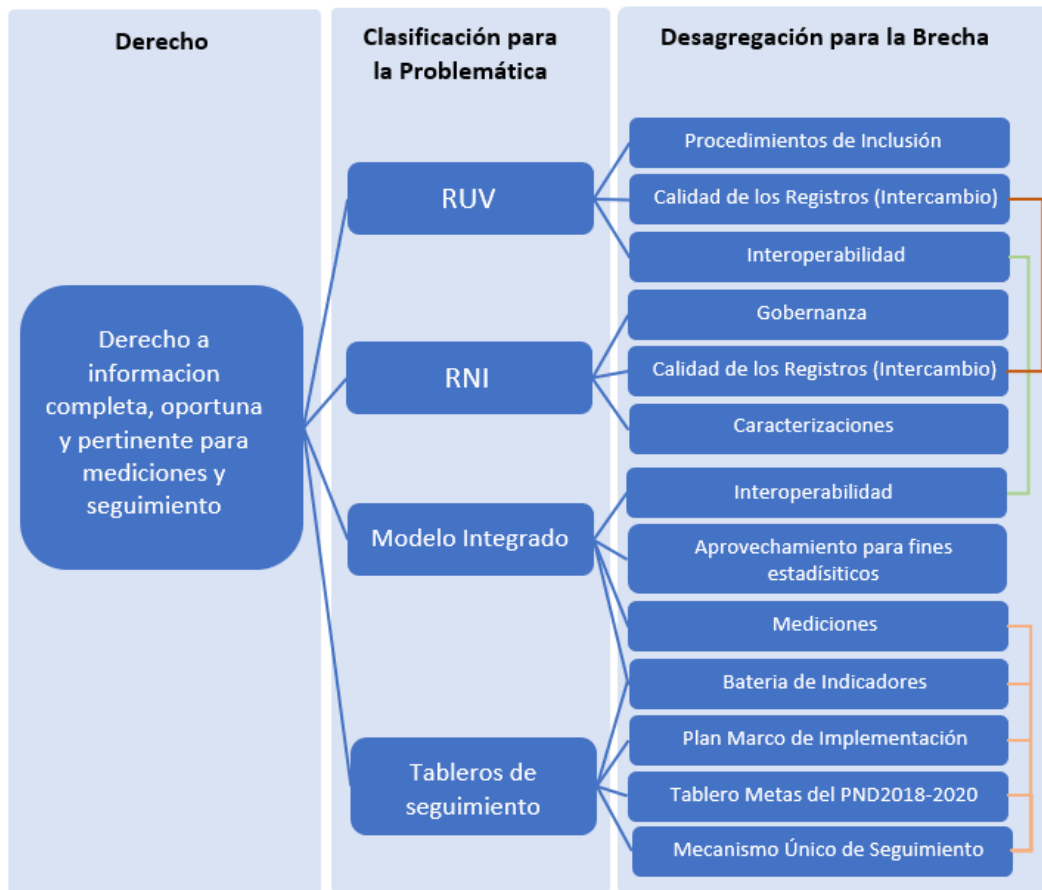 Derecho
Clasificación para
la Problemática
Desagregación para la Brecha
Derecho a
informacion
completa, oportuna
y pertinente para
mediciones y
seguimiento
RUV
RNI
Modelo Integrado
Tableros de
seguimiento
Procedimientos de Inclusión
Calidad de los Registros (Intercambio)
Interoperabilidad
Gobernanza
Calidad de los Registros (Intercambio)
Caracterizaciones
Interoperabilidad
Aprovechamiento para fines
estadísiticos
Mediciones
Bateria de Indicadores
Plan Marco de Implementación
Tablero Metas del PND2018-2020
Mecanismo Único de Seguimiento